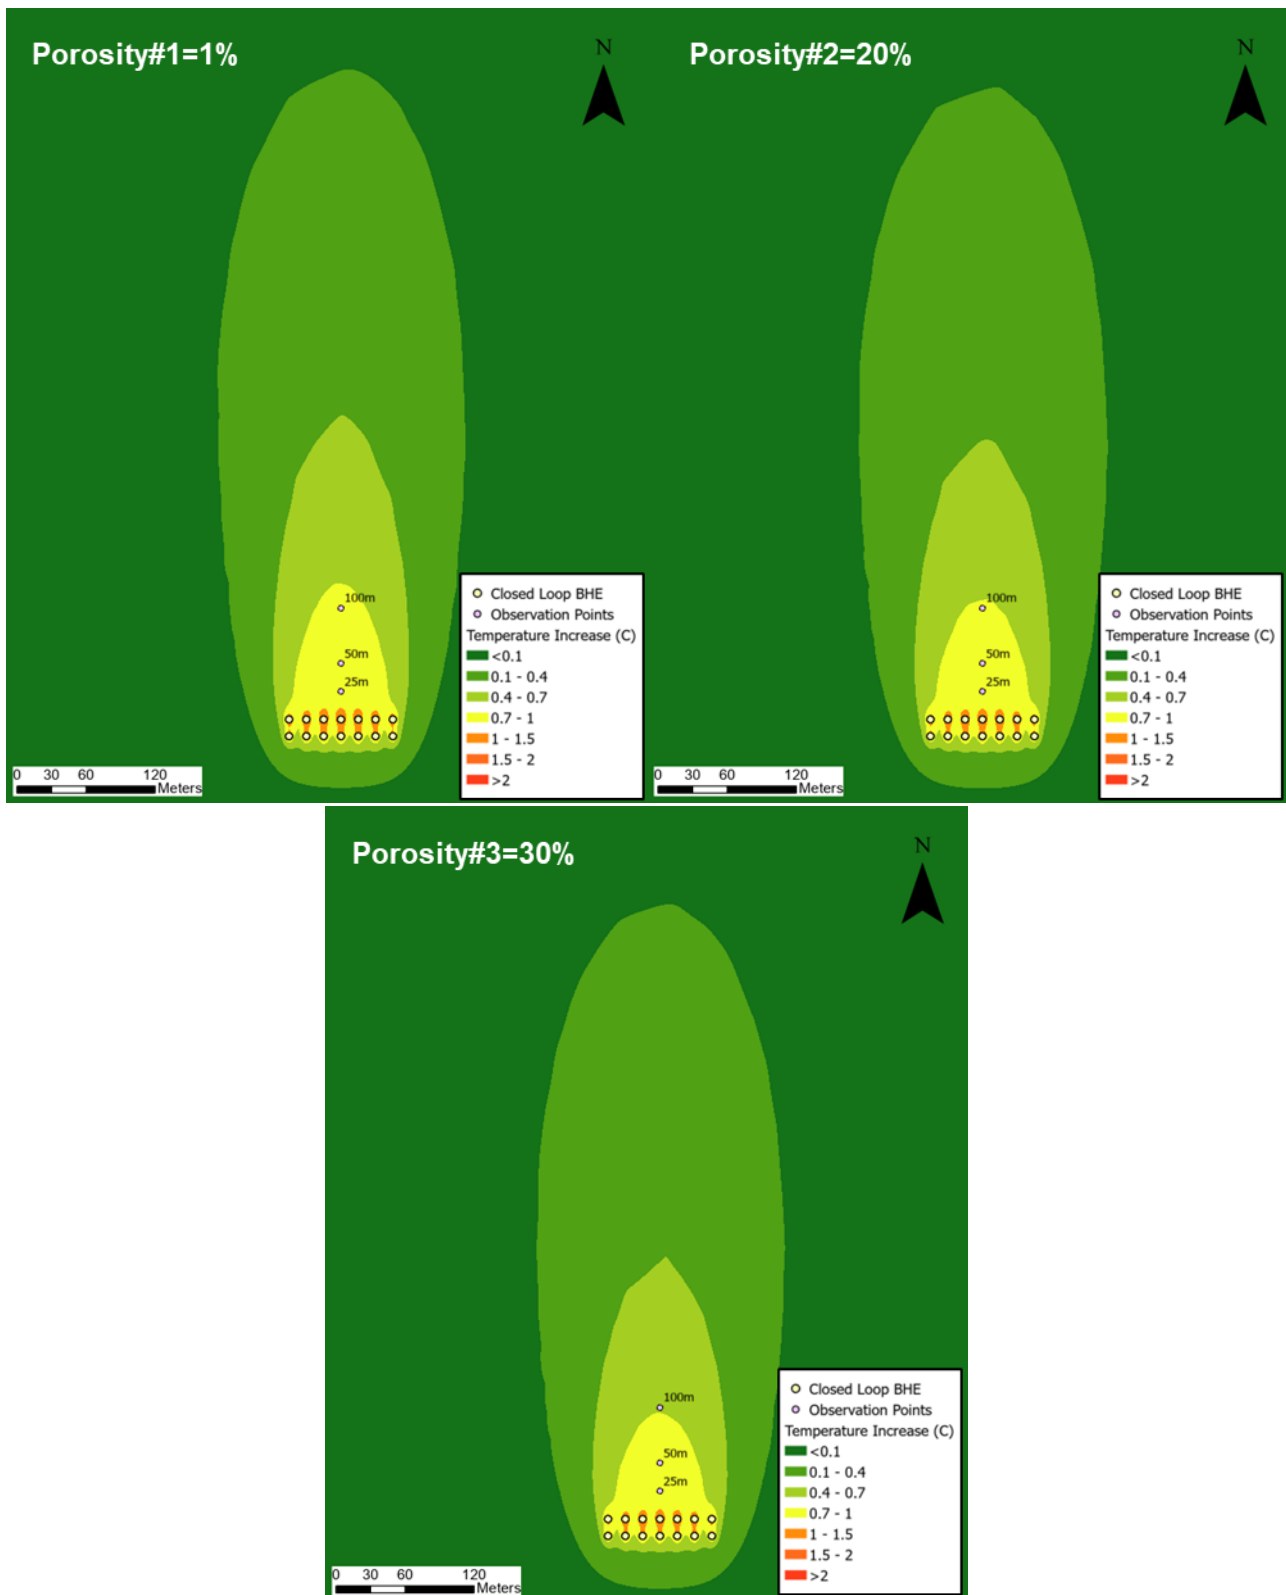 Porosity#1=1%
N
100m
50m
25m
Closed Loop BHE
Observation Points
Temperature Increase (C)
<0.1
0.1 - 0.4
0.4 - 0.7
0.7 - 1
1 - 1.5
1.5 - 2
>2
0 30 60 120
Meters
Porosity#2=20%
N
100m
50m
25m
Closed Loop BHE
Observation Points
Temperature Increase (C)
<0.1
0.1 - 0.4
0.4 - 0.7
0.7 - 1
1 - 1.5
1.5 - 2
>2
0 30 60 120
Meters
Porosity#3=30%
N
100m
50m
25m
Closed Loop BHE
Observation Points
Temperature Increase (C)
<0.1
0.1 - 0.4
0.4 - 0.7
0.7 - 1
1 - 1.5
1.5 - 2
>2
0 30 60 120
Meters